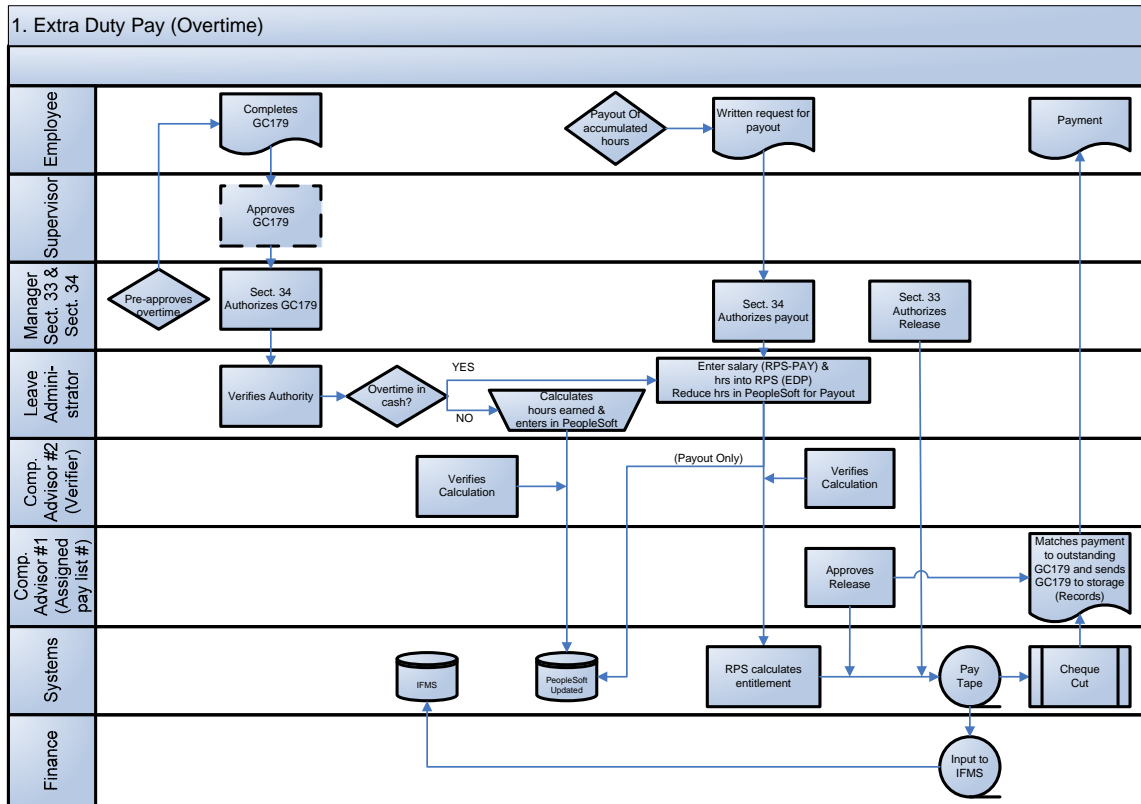 1. Extra Duty Pay (Overtime)
Employee
Completes
GC179
Payout Of
accumulated
hours
Written request for
payout
Payment
Supervisor
Approves
GC179
Manager
Sect. 33 &
Sect. 34
Pre-approves
overtime
Sect. 34
Authorizes GC179
Sect. 34
Authorizes payout
Sect. 33
Authorizes
Release
Leave
Admini-
strator
Verifies Authority
Overtime in
cash?
YES
NO
Calculates
hours earned &
enters in PeopleSoft
Enter salary (RPS-PAY) &
hrs into RPS (EDP)
Reduce hrs in PeopleSoft for Payout
Comp.
Advisor #2
(Verifier)
Verifies
Calculation
(Payout Only)
Verifies
Calculation
Comp.
Advisor #1
(Assigned
pay list #)
Approves
Release
Matches payment
to outstanding
GC179 and sends
GC179 to storage
(Records)
Systems
IFMS
PeopleSoft
Updated
RPS calculates
entitlement
Pay
Tape
Cheque
Cut
Finance
Input to
IFMS